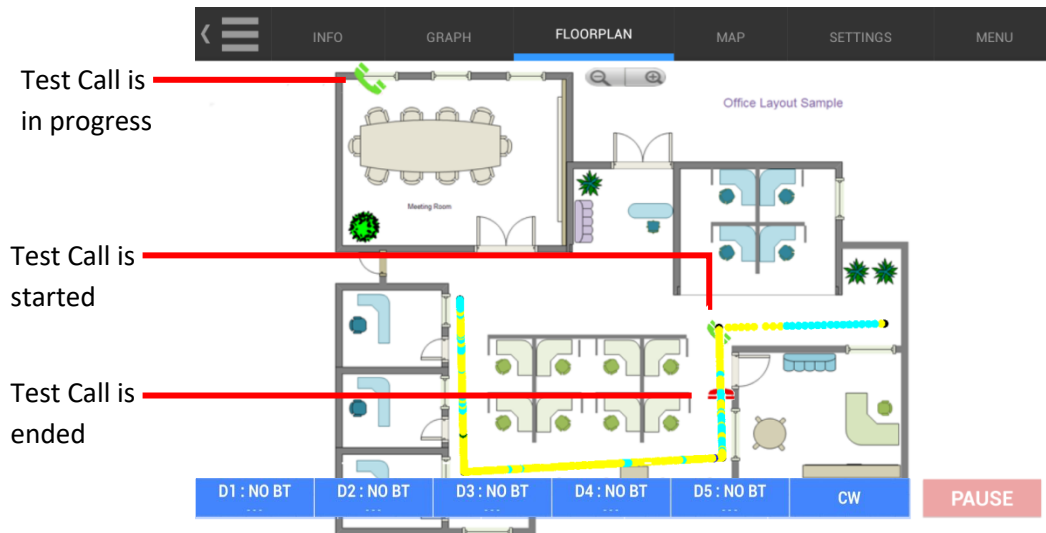 INFO
GRAPH
FLOORPLAN
MAP
SETTINGS
MENU
Test Call is
in progress
Office Layout Sample
Meeting Room
Test Call is
started
Test Call is
ended
D1 : NO BT
---
D2 : NO BT
---
D3 : NO BT
---
D4 : NO BT
---
D5 : NO BT
---
CW
PAUSE